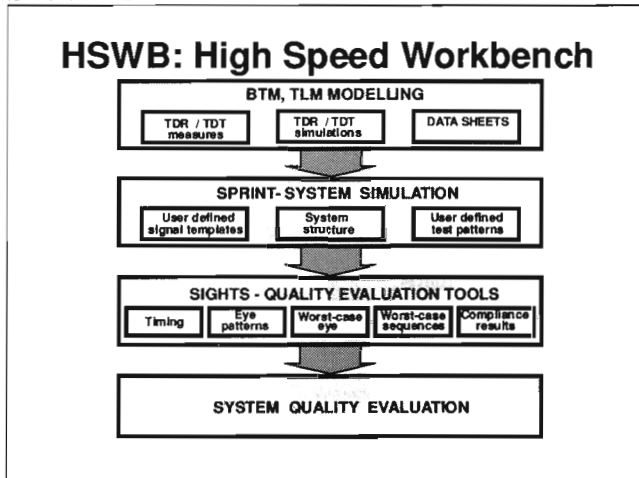 HSWB: High Speed Workbench
BTM, TLM MODELLING
TDR / TDT measures
TDR / TDT simulations
DATA SHEETS
SPRINT-SYSTEM SIMULATION
User defined signal templates
System structure
User defined test patterns
SIGHTS - QUALITY EVALUATION TOOLS
Timing
Eye patterns
Worst-case eye
Worst-case sequences
Compliance results
SYSTEM QUALITY EVALUATION